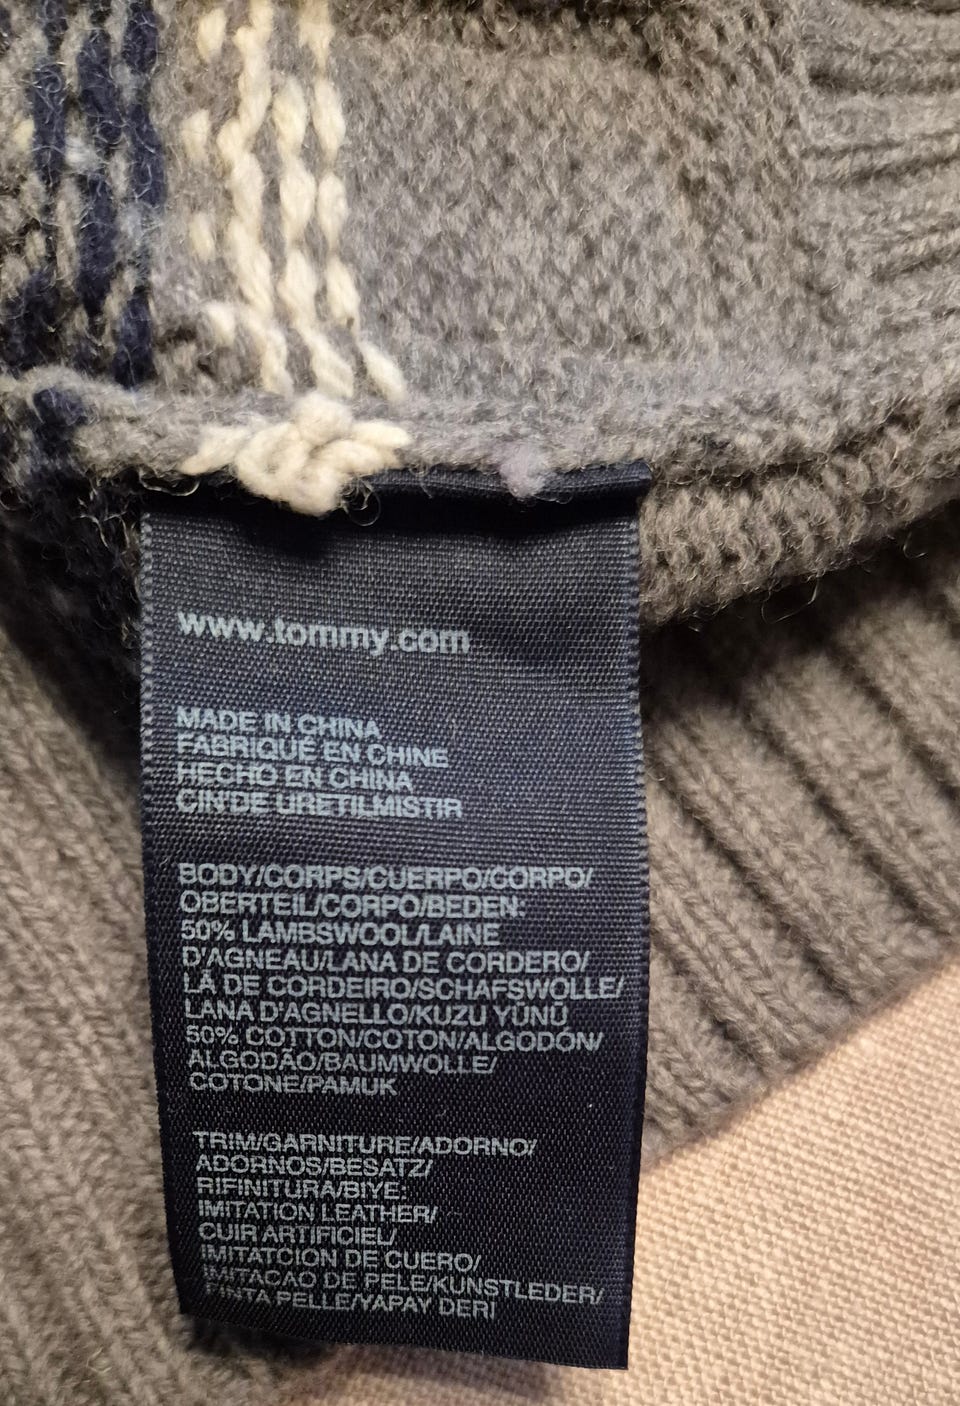 www.tommy.com
MADE IN CHINA
FABRIQUE EN CHINE
HECHO EN CHINA
CIN'DE URETILMISTIR
BODY/CORPS/CUERPO/CORPO/
OBERTEIL/CORPO/BEDEN:
50% LAMBSWOOL/LAINE
D'AGNEAU/LANA DE CORDERO/
LÃ DE CORDEIRO/SCHAFSWOLLE/
LANA D'AGNELLO/KUZU YÜNÜ
50% COTTON/COTON/ALGODÓN/
ALGODÃO/BAUMWOLLE/
COTONE/PAMUK
TRIM/GARNITURE/ADORNO/
ADORNOS/BESATZ/
RIFINITURA/BIYE:
IMITATION LEATHER/
CUIR ARTIFICIEL/
IMITATCION DE CUERO/
IMITACAO DE PELE/KUNSTLEDER/
FINTA PELLE/YAPAY DERI